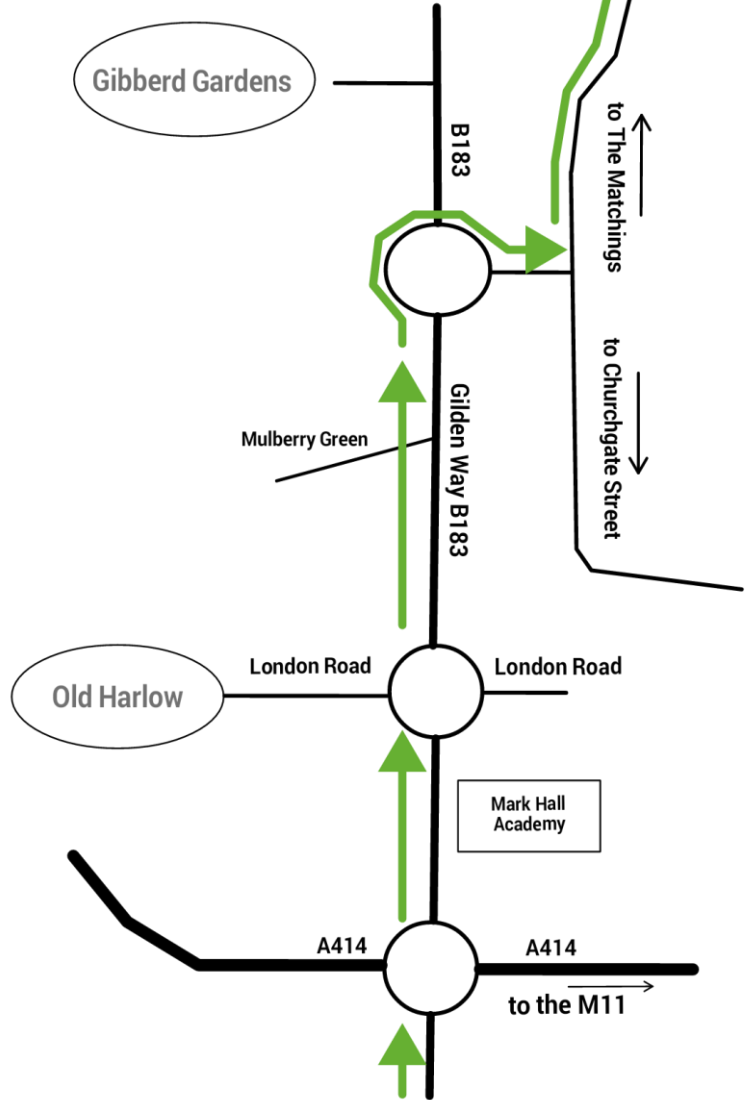 Gibberd Gardens
B183
to The Matchings
to Churchgate Street
Mulberry Green
Gilden Way B183
London Road
London Road
Old Harlow
Mark Hall
Academy
A414
A414
to the M11